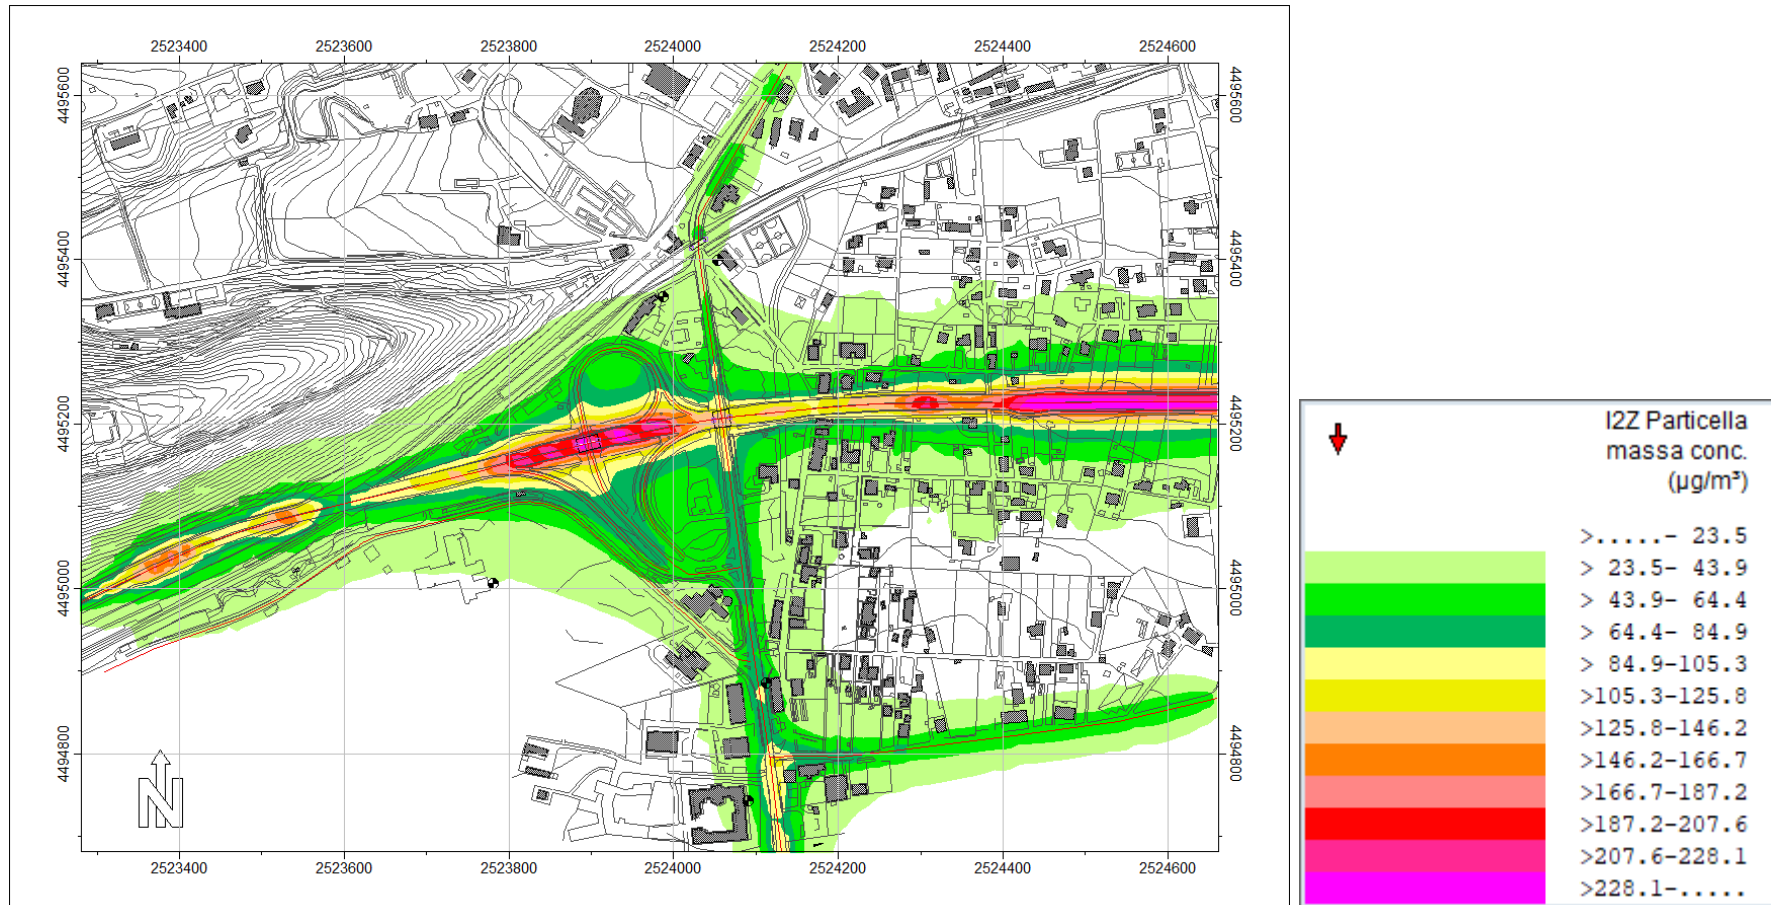 2523400 2523600 2523800 2524000 2524200 2524400 2524600
4495600 4495600
4495400 4495400
4495200 4495200
4495000 4495000
4494800 4494800
N
2523400 2523600 2523800 2524000 2524200 2524400 2524600
I2Z Particella
massa conc.
(µg/m³)
>.....- 23.5
> 23.5- 43.9
> 43.9- 64.4
> 64.4- 84.9
> 84.9-105.3
>105.3-125.8
>125.8-146.2
>146.2-166.7
>166.7-187.2
>187.2-207.6
>207.6-228.1
>228.1-.....